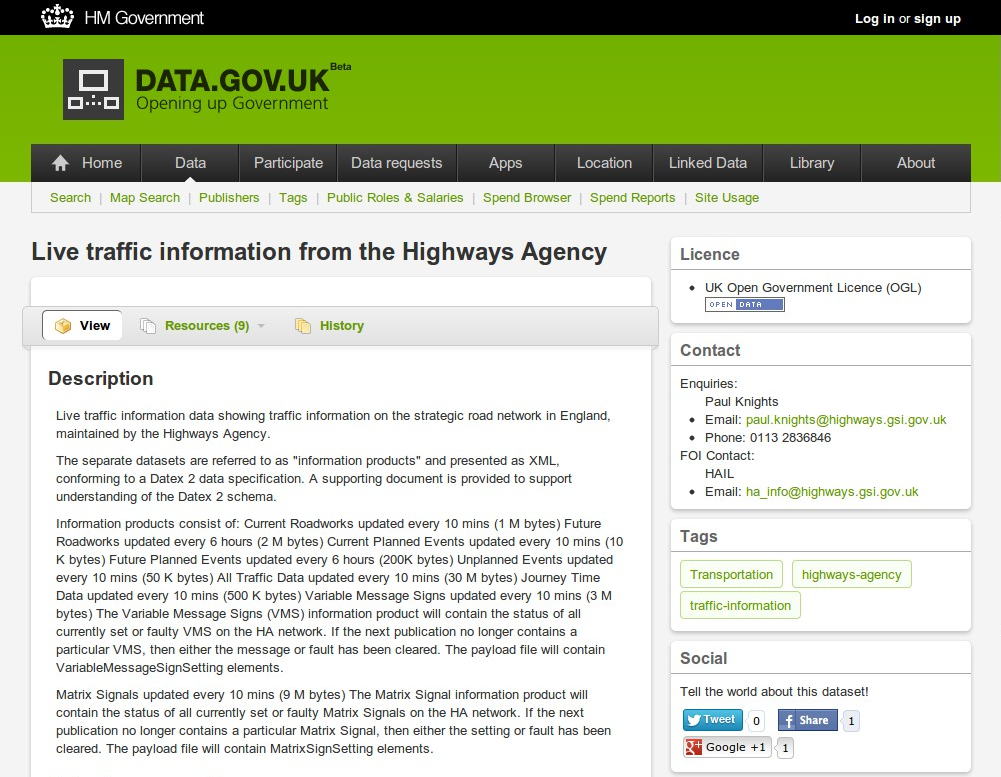 HM Government
Log in or sign up
DATA.GOV.UK Beta
Opening up Government
Home Data Participate Data requests Apps Location Linked Data Library About
Search | Map Search | Publishers | Tags | Public Roles & Salaries | Spend Browser | Spend Reports | Site Usage
Live traffic information from the Highways Agency
View Resources (9) History
Description
Live traffic information data showing traffic information on the strategic road network in England,
maintained by the Highways Agency.
The separate datasets are referred to as "information products" and presented as XML,
conforming to a Datex 2 data specification. A supporting document is provided to support
understanding of the Datex 2 schema.
Information products consist of: Current Roadworks updated every 10 mins (1 M bytes) Future
Roadworks updated every 6 hours (2 M bytes) Current Planned Events updated every 10 mins (10
K bytes) Future Planned Events updated every 6 hours (200K bytes) Unplanned Events updated
every 10 mins (50 K bytes) All Traffic Data updated every 10 mins (30 M bytes) Journey Time
Data updated every 10 mins (500 K bytes) Variable Message Signs updated every 10 mins (3 M
bytes) The Variable Message Signs (VMS) information product will contain the status of all
currently set or faulty VMS on the HA network. If the next publication no longer contains a
particular VMS, then either the message or fault has been cleared. The payload file will contain
VariableMessageSignSetting elements.
Matrix Signals updated every 10 mins (9 M bytes) The Matrix Signal information product will
contain the status of all currently set or faulty Matrix Signals on the HA network. If the next
publication no longer contains a particular Matrix Signal, then either the setting or fault has been
cleared. The payload file will contain MatrixSignSetting elements.
Licence
UK Open Government Licence (OGL)
OPEN DATA
Contact
Enquiries:
Paul Knights
Email: paul.knights@highways.gsi.gov.uk
Phone: 0113 2836846
FOI Contact:
HAIL
Email: ha_info@highways.gsi.gov.uk
Tags
Transportation highways-agency
traffic-information
Social
Tell the world about this dataset!
Tweet 0 f Share 1
g+ Google +1 1